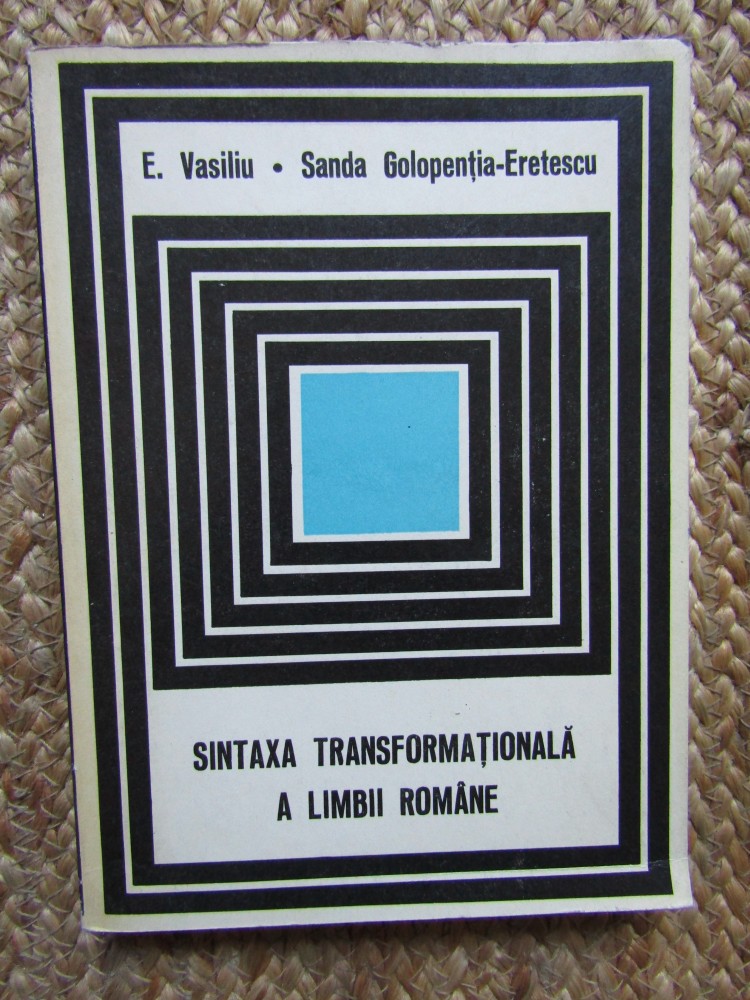 E. Vasiliu • Sanda Golopenția-Eretescu
SINTAXA TRANSFORMAȚIONALĂ
A LIMBII ROMÂNE